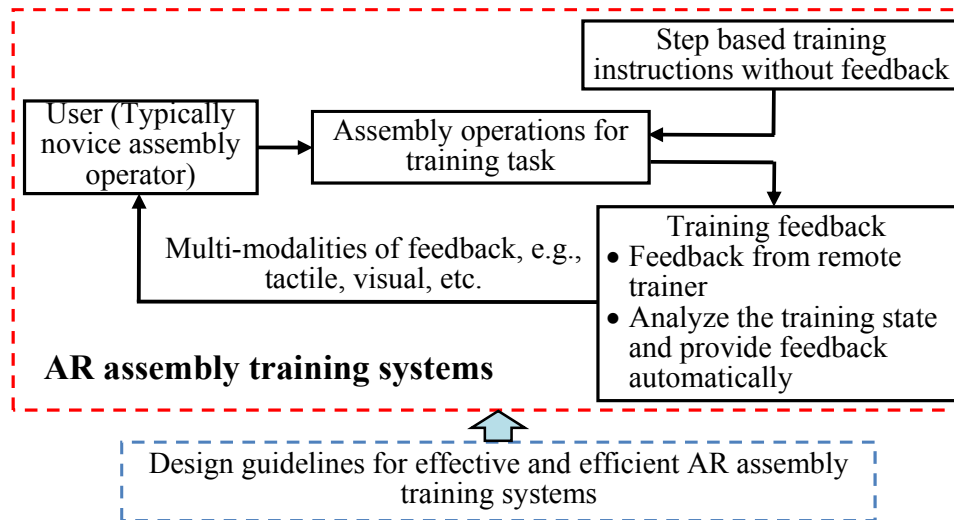 Step based training
instructions without feedback
User (Typically
novice assembly
operator)
Assembly operations for
training task
Training feedback
• Feedback from remote
trainer
• Analyze the training state
and provide feedback
automatically
Multi-modalities of feedback, e.g.,
tactile, visual, etc.
AR assembly training systems
Design guidelines for effective and efficient AR assembly
training systems